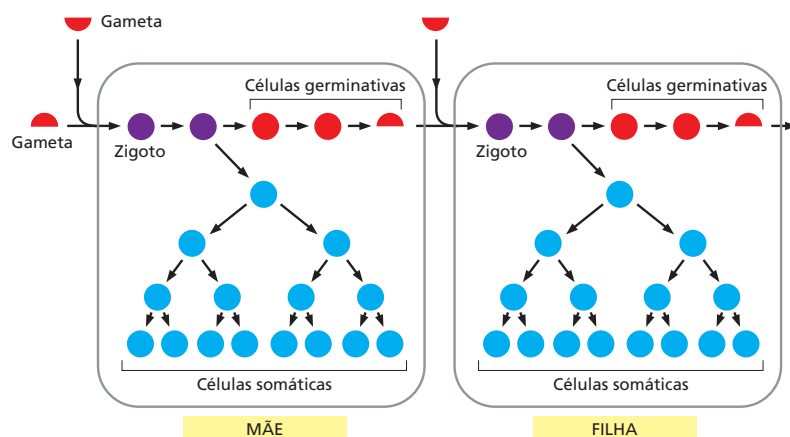 Gameta
Células germinativas
Células germinativas
Gameta
Zigoto
Zigoto
Células somáticas
Células somáticas
MÃE
FILHA